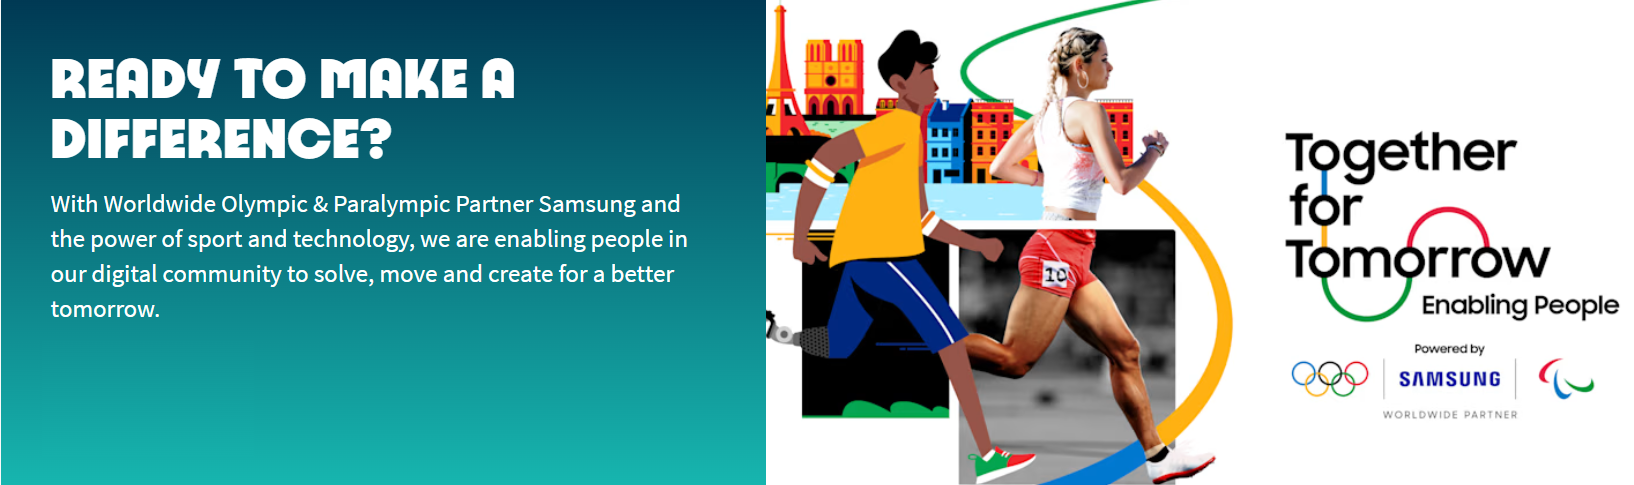 READY TO MAKE A
DIFFERENCE?
With Worldwide Olympic & Paralympic Partner Samsung and
the power of sport and technology, we are enabling people in
our digital community to solve, move and create for a better
tomorrow.
10
Together
for
Tomorrow
Enabling People
Powered by
SAMSUNG
WORLDWIDE PARTNER